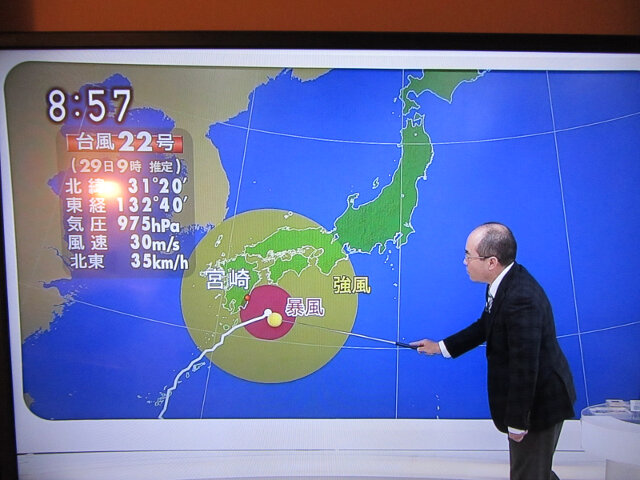 8:57
台風22号
(29日9時 推定)
北緯 31°20′
東経 132°40′
気圧 975hPa
風速 30m/s
北東 35km/h
宮崎
暴風
強風